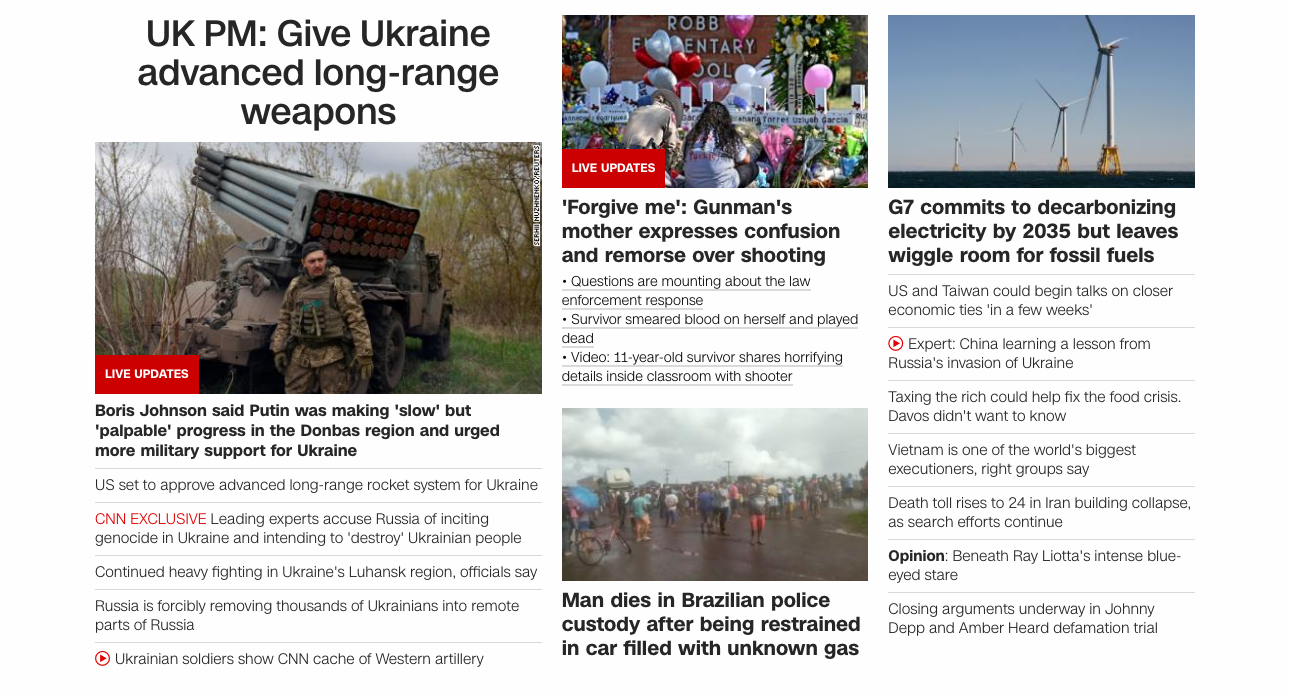 UK PM: Give Ukraine
advanced long-range
weapons
SERHII NUZHNENKO/REUTERS
LIVE UPDATES
Boris Johnson said Putin was making 'slow' but
'palpable' progress in the Donbas region and urged
more military support for Ukraine
US set to approve advanced long-range rocket system for Ukraine
CNN EXCLUSIVE Leading experts accuse Russia of inciting
genocide in Ukraine and intending to 'destroy' Ukrainian people
Continued heavy fighting in Ukraine's Luhansk region, officials say
Russia is forcibly removing thousands of Ukrainians into remote
parts of Russia
Ukrainian soldiers show CNN cache of Western artillery
ROBB
ELEMENTARY
OOL
Rodriguez
Garc
Torres
Uziyah Garcia
LIVE UPDATES
'Forgive me': Gunman's
mother expresses confusion
and remorse over shooting
• Questions are mounting about the law
enforcement response
• Survivor smeared blood on herself and played
dead
• Video: 11-year-old survivor shares horrifying
details inside classroom with shooter
Man dies in Brazilian police
custody after being restrained
in car filled with unknown gas
G7 commits to decarbonizing
electricity by 2035 but leaves
wiggle room for fossil fuels
US and Taiwan could begin talks on closer
economic ties 'in a few weeks'
Expert: China learning a lesson from
Russia's invasion of Ukraine
Taxing the rich could help fix the food crisis.
Davos didn't want to know
Vietnam is one of the world's biggest
executioners, right groups say
Death toll rises to 24 in Iran building collapse,
as search efforts continue
Opinion: Beneath Ray Liotta's intense blue-
eyed stare
Closing arguments underway in Johnny
Depp and Amber Heard defamation trial